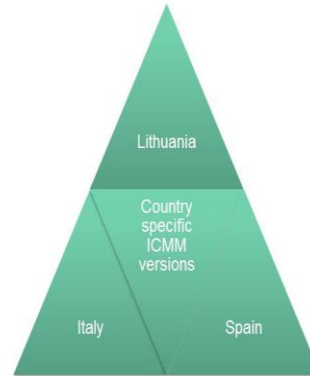 Lithuania
Country
specific
ICMM
versions
Italy
Spain